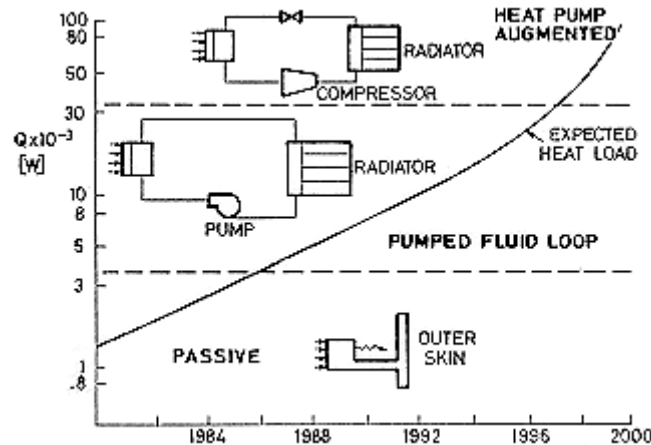 HEAT PUMP
AUGMENTED
100
80
50
30
Q×10⁻³
[W]
10
8
5
3
1
.8
RADIATOR
COMPRESSOR
EXPECTED
HEAT LOAD
RADIATOR
PUMP
PUMPED FLUID LOOP
PASSIVE
OUTER
SKIN
1984
1988
1992
1996
2000